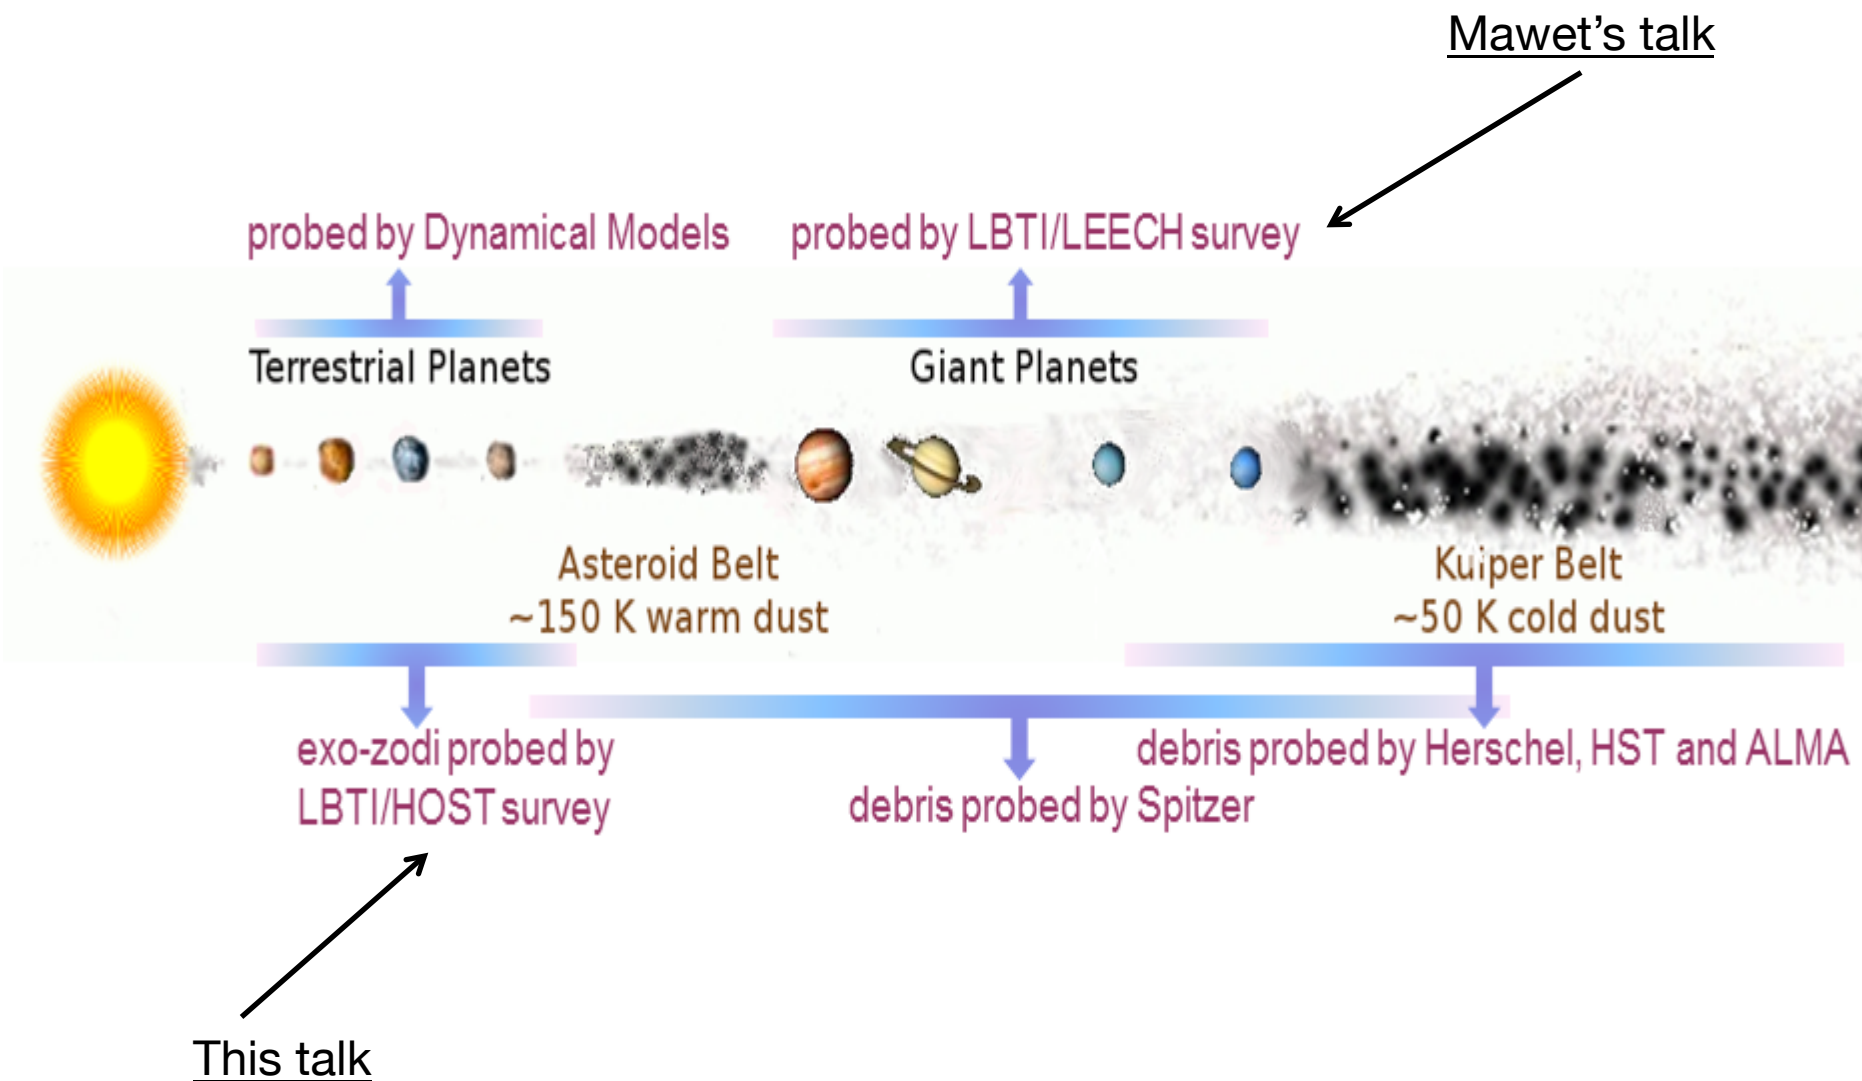 Mawet’s talk
probed by Dynamical Models
probed by LBTI/LEECH survey
Terrestrial Planets
Giant Planets
Asteroid Belt
~150 K warm dust
Kuiper Belt
~50 K cold dust
exo-zodi probed by
LBTI/HOST survey
debris probed by Spitzer
debris probed by Herschel, HST and ALMA
This talk